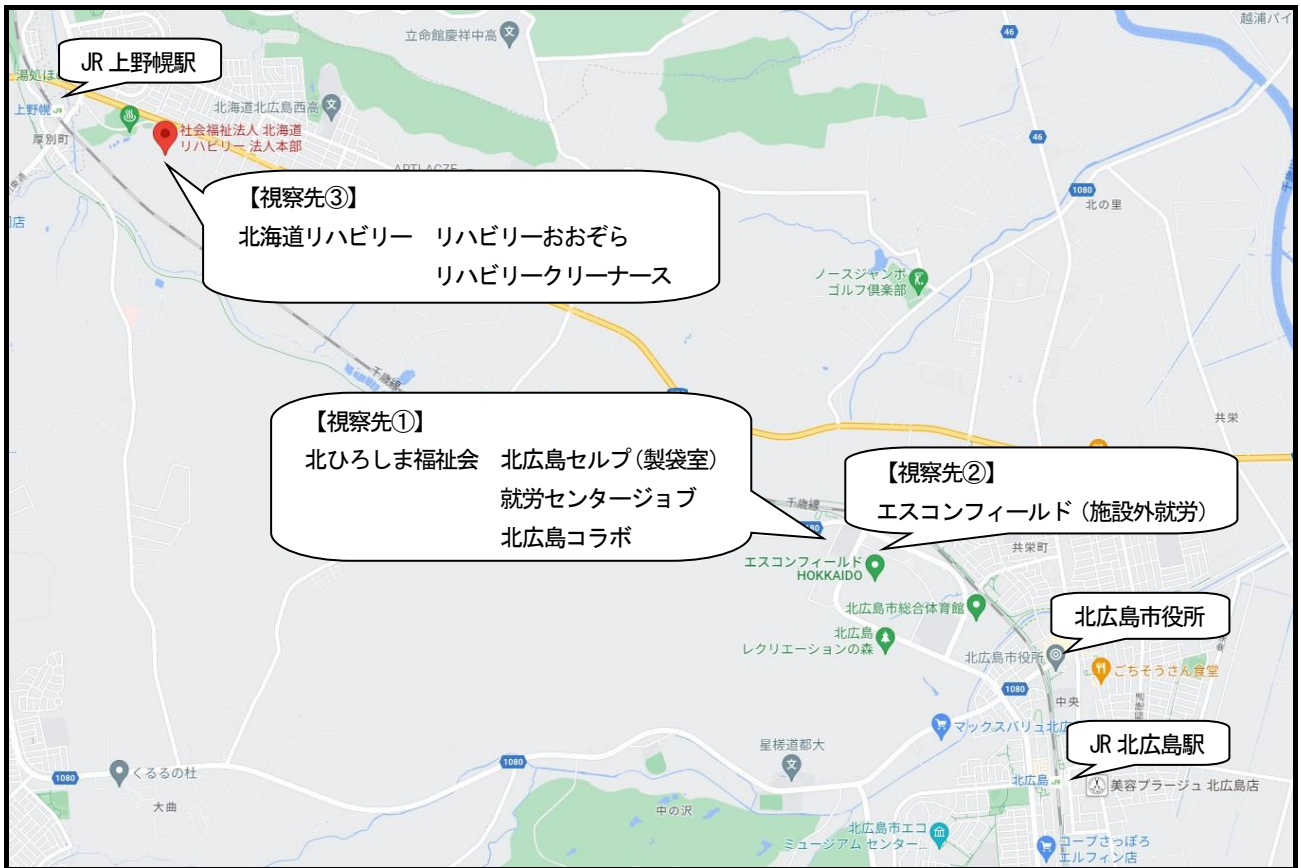 立命館慶祥中高
46
越浦パイ
JR 上野幌駅
湯処ほの
上野幌
厚別町
北海道北広島西高
社会福祉法人 北海道
リハビリー 法人本部
46
1080
北の里
【視察先③】
北海道リハビリー リハビリーおおぞら
リハビリークリーナース
ノースジャンボ
ゴルフ倶楽部
千歳線
共栄
【視察先①】
北ひろしま福祉会 北広島セルプ(製袋室)
就労センタージョブ
北広島コラボ
【視察先②】
エスコンフィールド(施設外就労)
千歳線
共栄町
エスコンフィールド
HOKKAIDO
北広島市総合体育館
北広島
レクリエーションの森
北広島市役所
北広島市役所
ごちそうさん食堂
1080
中央
稲穂通
マックスバリュ北広
JR 北広島駅
星槎道都大
北広島
美容プラージュ 北広島店
1080
くるるの杜
1080
大曲
中の沢
北広島市エコ
ミュージアム センター...
コープさっぽろ
エルフィン店